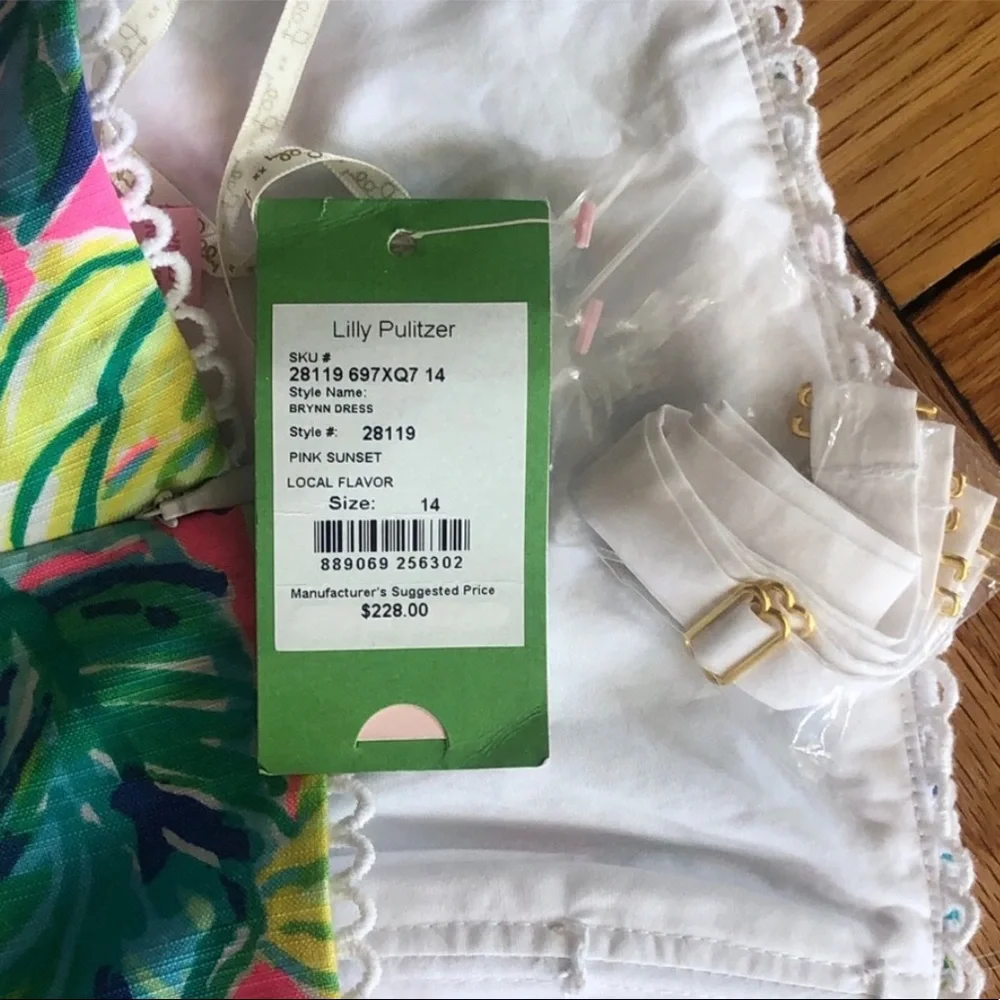 Lilly Pulitzer
SKU #
28119 697XQ7 14
Style Name:
BRYNN DRESS
Style #: 28119
PINK SUNSET
LOCAL FLAVOR
Size: 14
889069 256302
Manufacturer's Suggested Price
$228.00